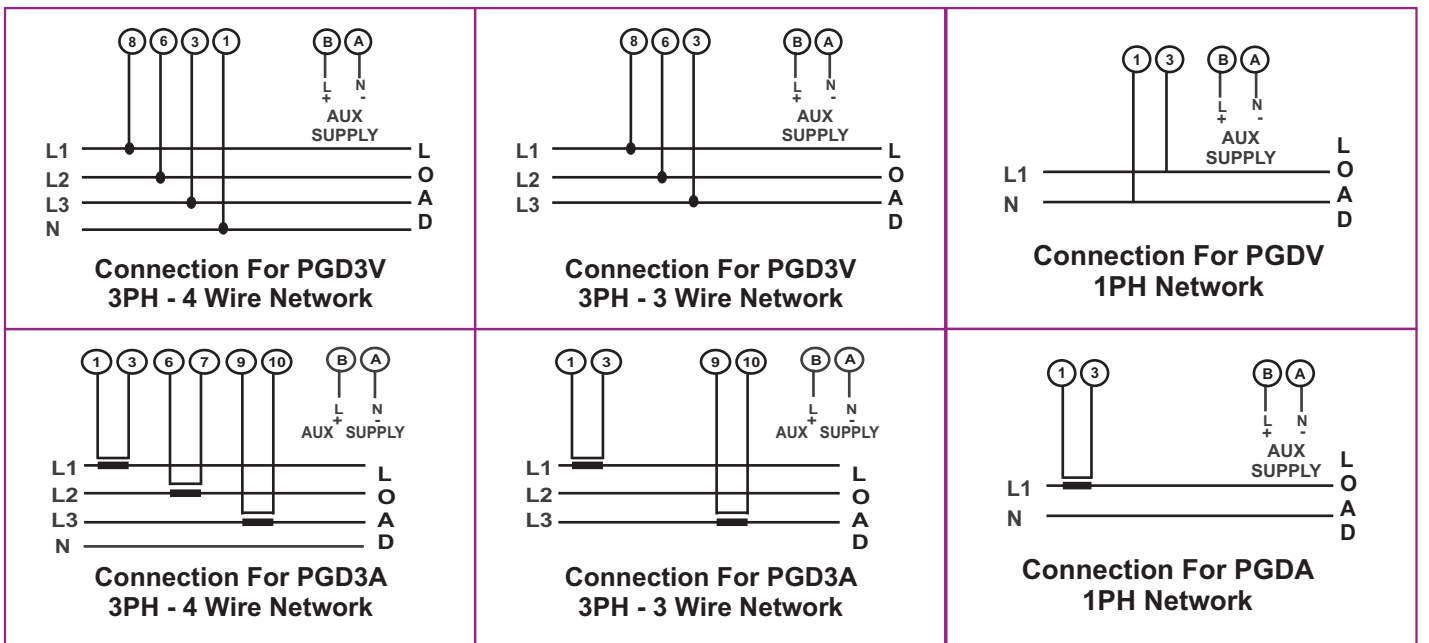 8 6 3 1 B A
L N
+ -
AUX
SUPPLY
L1
L2
L3
N
L
O
A
D
Connection For PGD3V
3PH - 4 Wire Network
8 6 3 B A
L N
+ -
AUX
SUPPLY
L1
L2
L3
L
O
A
D
Connection For PGD3V
3PH - 3 Wire Network
1 3 B A
L N
+ -
AUX
SUPPLY
L1
N
L
O
A
D
Connection For PGDV
1PH Network
1 3 6 7 9 10 B A
L N
+ -
AUX SUPPLY
L1
L2
L3
N
L
O
A
D
Connection For PGD3A
3PH - 4 Wire Network
1 3 9 10 B A
L N
+ -
AUX SUPPLY
L1
L2
L3
L
O
A
D
Connection For PGD3A
3PH - 3 Wire Network
1 3 B A
L N
+ -
AUX
SUPPLY
L1
N
L
O
A
D
Connection For PGDA
1PH Network